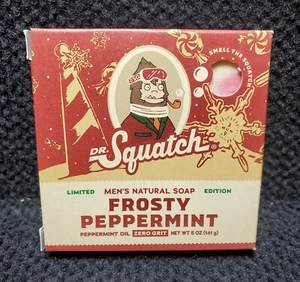 SMELL THE SQUATCH
DR.
Squatch®
LIMITED MEN'S NATURAL SOAP EDITION
FROSTY
PEPPERMINT
PEPPERMINT OIL ZERO GRIT NET WT 5 OZ (141 g)